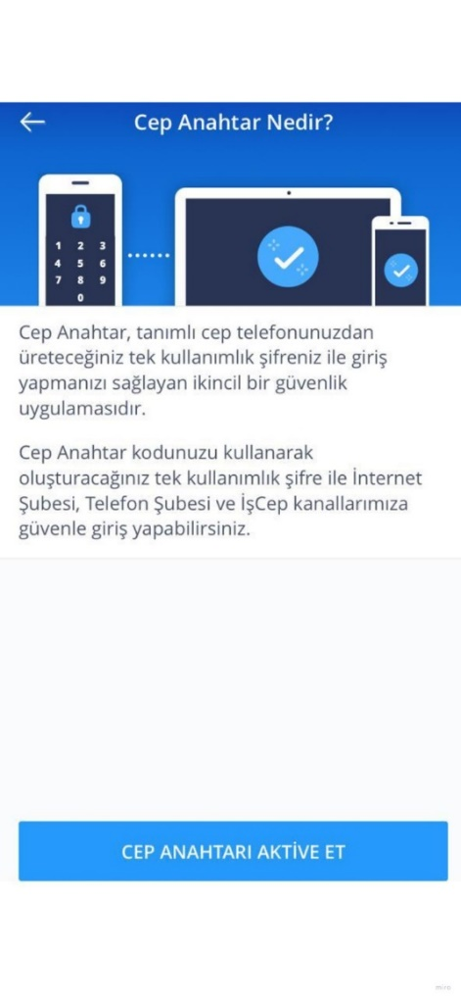 Cep Anahtar Nedir?
1 2 3
4 5 6
7 8 9
0
Cep Anahtar, tanımlı cep telefonunuzdan
üreteceğiniz tek kullanımlık şifreniz ile giriş
yapmanızı sağlayan ikincil bir güvenlik
uygulamasıdır.
Cep Anahtar kodunuzu kullanarak
oluşturacağınız tek kullanımlık şifre ile İnternet
Şubesi, Telefon Şubesi ve İşCep kanallarımıza
güvenle giriş yapabilirsiniz.
CEP ANAHTARI AKTİVE ET